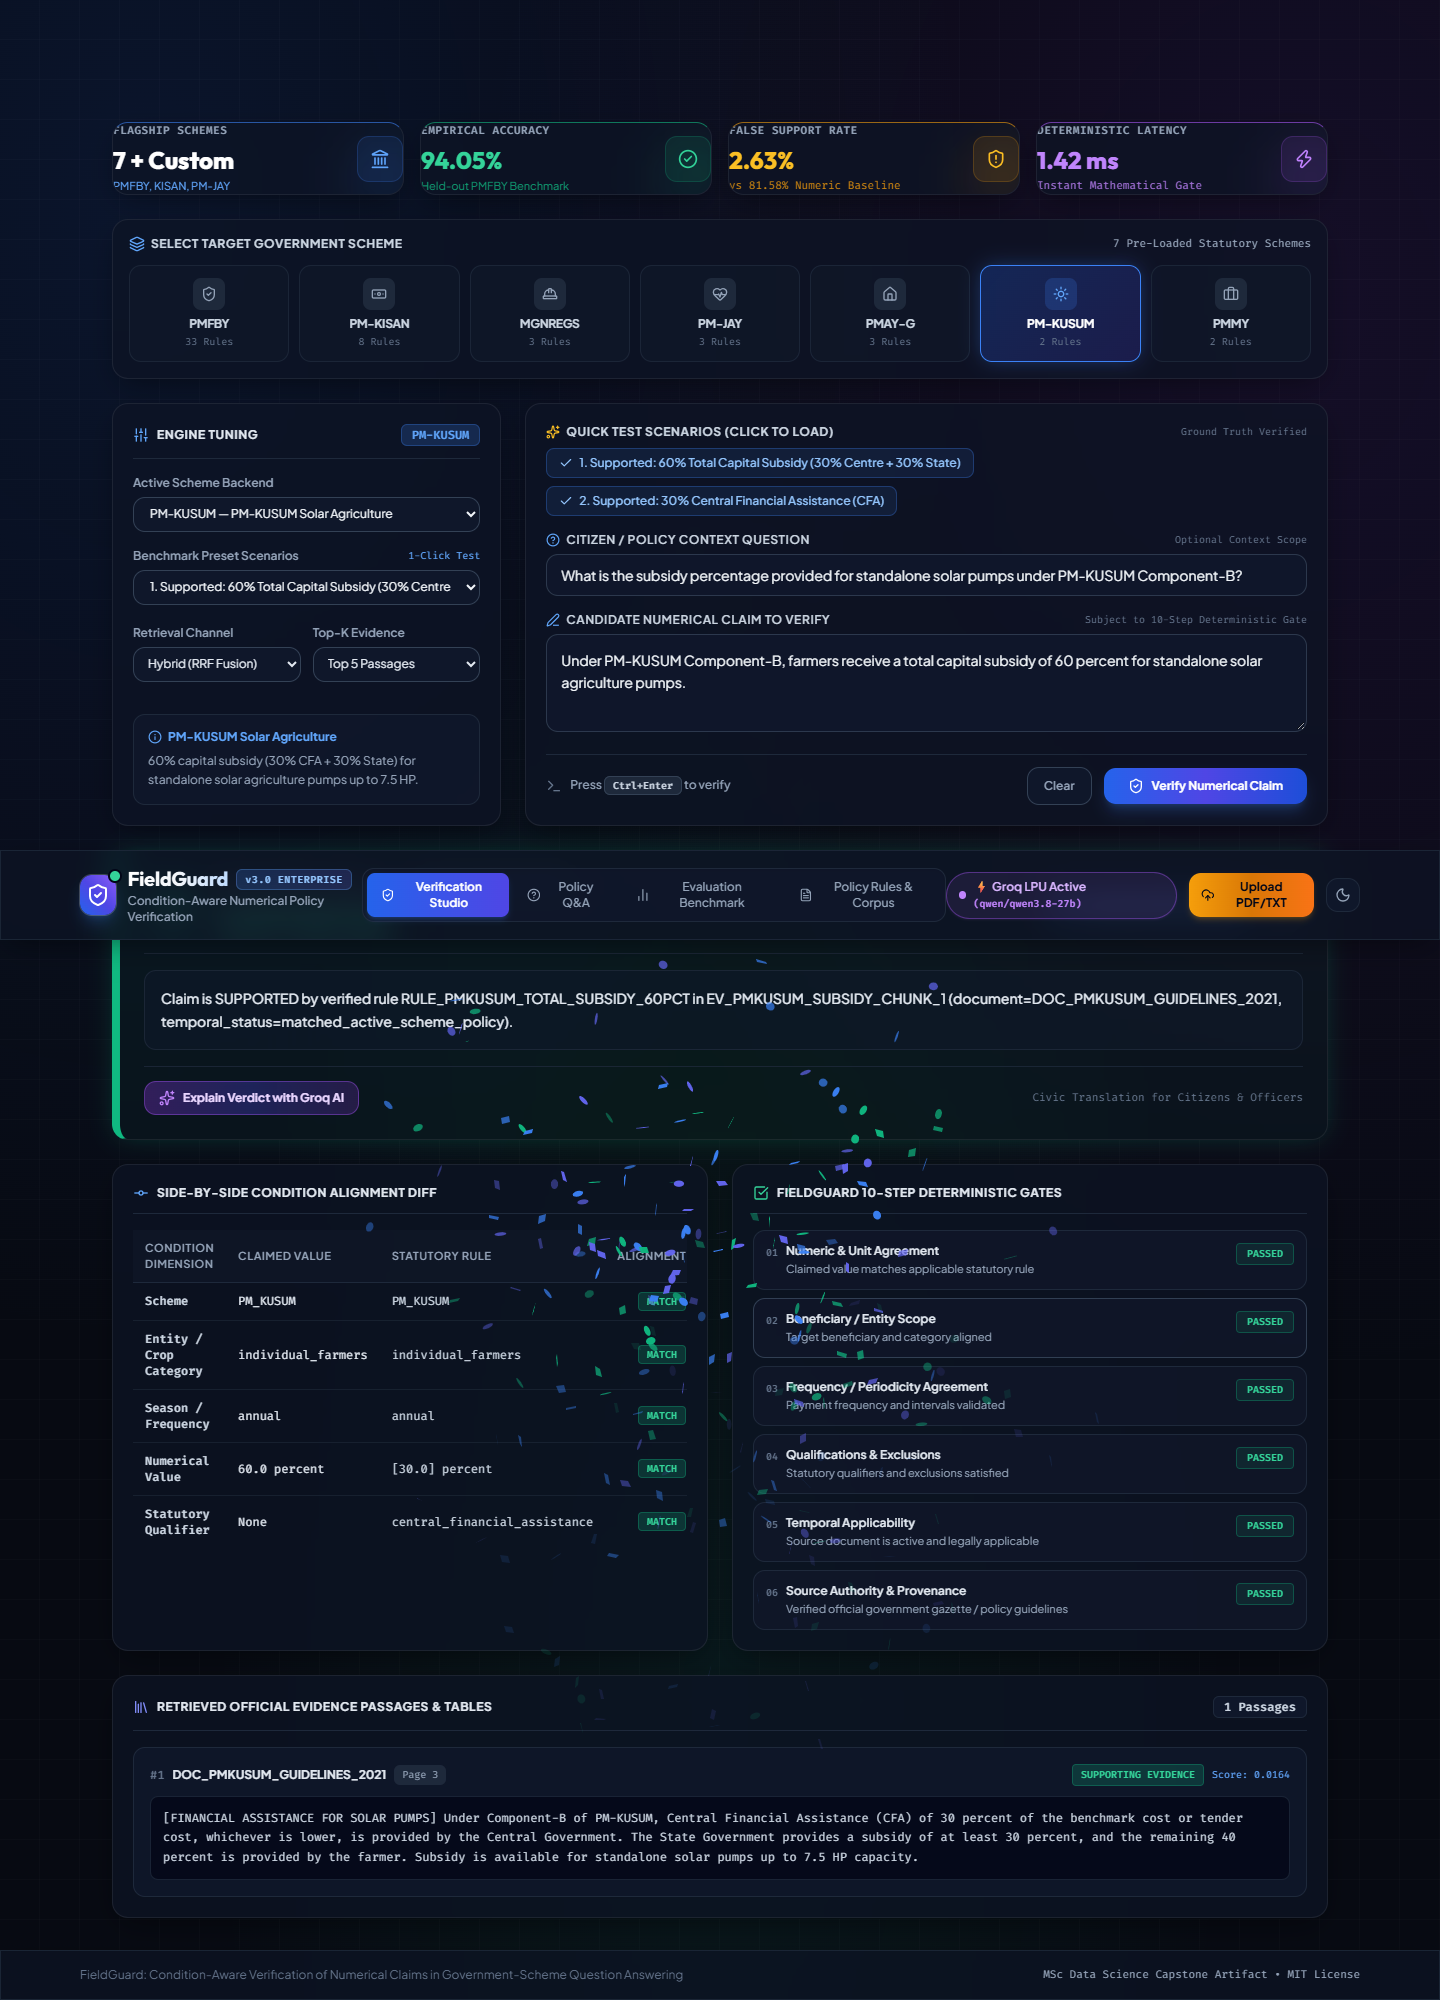 FLAGSHIP SCHEMES
7 + Custom
PMFBY, KISAN, PM-JAY
EMPIRICAL ACCURACY
94.05%
Held-out PMFBY Benchmark
FALSE SUPPORT RATE
2.63%
vs 81.58% Numeric Baseline
DETERMINISTIC LATENCY
1.42 ms
Instant Mathematical Gate
SELECT TARGET GOVERNMENT SCHEME
7 Pre-Loaded Statutory Schemes
PMFBY
33 Rules
PM-KISAN
8 Rules
MGNREGS
3 Rules
PM-JAY
3 Rules
PMAY-G
3 Rules
PM-KUSUM
2 Rules
PMMY
2 Rules
ENGINE TUNING
PM-KUSUM
Active Scheme Backend
PM-KUSUM — PM-KUSUM Solar Agriculture
Benchmark Preset Scenarios
1-Click Test
1. Supported: 60% Total Capital Subsidy (30% Centre
Retrieval Channel
Top-K Evidence
Hybrid (RRF Fusion)
Top 5 Passages
PM-KUSUM Solar Agriculture
60% capital subsidy (30% CFA + 30% State) for
standalone solar agriculture pumps up to 7.5 HP.
QUICK TEST SCENARIOS (CLICK TO LOAD)
Ground Truth Verified
1. Supported: 60% Total Capital Subsidy (30% Centre + 30% State)
2. Supported: 30% Central Financial Assistance (CFA)
CITIZEN / POLICY CONTEXT QUESTION
Optional Context Scope
What is the subsidy percentage provided for standalone solar pumps under PM-KUSUM Component-B?
CANDIDATE NUMERICAL CLAIM TO VERIFY
Subject to 10-Step Deterministic Gate
Under PM-KUSUM Component-B, farmers receive a total capital subsidy of 60 percent for standalone solar
agriculture pumps.
Press Ctrl+Enter to verify
Clear
Verify Numerical Claim
FieldGuard
v3.0 ENTERPRISE
Condition-Aware Numerical Policy
Verification
Verification
Studio
Policy
Q&A
Evaluation
Benchmark
Policy Rules &
Corpus
Groq LPU Active
(qwen/qwen3.8-27b)
Upload
PDF/TXT
Claim is SUPPORTED by verified rule RULE_PMKUSUM_TOTAL_SUBSIDY_60PCT in EV_PMKUSUM_SUBSIDY_CHUNK_1 (document=DOC_PMKUSUM_GUIDELINES_2021,
temporal_status=matched_active_scheme_policy).
Explain Verdict with Groq AI
Civic Translation for Citizens & Officers
SIDE-BY-SIDE CONDITION ALIGNMENT DIFF
CONDITION
DIMENSION
CLAIMED VALUE
STATUTORY RULE
ALIGNMENT
Scheme
PM_KUSUM
PM_KUSUM
MATCH
Entity /
Crop
Category
individual_farmers
individual_farmers
MATCH
Season /
Frequency
annual
annual
MATCH
Numerical
Value
60.0 percent
[30.0] percent
MATCH
Statutory
Qualifier
None
central_financial_assistance
MATCH
FIELDGUARD 10-STEP DETERMINISTIC GATES
01
Numeric & Unit Agreement
Claimed value matches applicable statutory rule
PASSED
02
Beneficiary / Entity Scope
Target beneficiary and category aligned
PASSED
03
Frequency / Periodicity Agreement
Payment frequency and intervals validated
PASSED
04
Qualifications & Exclusions
Statutory qualifiers and exclusions satisfied
PASSED
05
Temporal Applicability
Source document is active and legally applicable
PASSED
06
Source Authority & Provenance
Verified official government gazette / policy guidelines
PASSED
RETRIEVED OFFICIAL EVIDENCE PASSAGES & TABLES
1 Passages
#1 DOC_PMKUSUM_GUIDELINES_2021 Page 3
SUPPORTING EVIDENCE
Score: 0.0164
[FINANCIAL ASSISTANCE FOR SOLAR PUMPS] Under Component-B of PM-KUSUM, Central Financial Assistance (CFA) of 30 percent of the benchmark cost or tender
cost, whichever is lower, is provided by the Central Government. The State Government provides a subsidy of at least 30 percent, and the remaining 40
percent is provided by the farmer. Subsidy is available for standalone solar pumps up to 7.5 HP capacity.
FieldGuard: Condition-Aware Verification of Numerical Claims in Government-Scheme Question Answering
MSc Data Science Capstone Artifact • MIT License